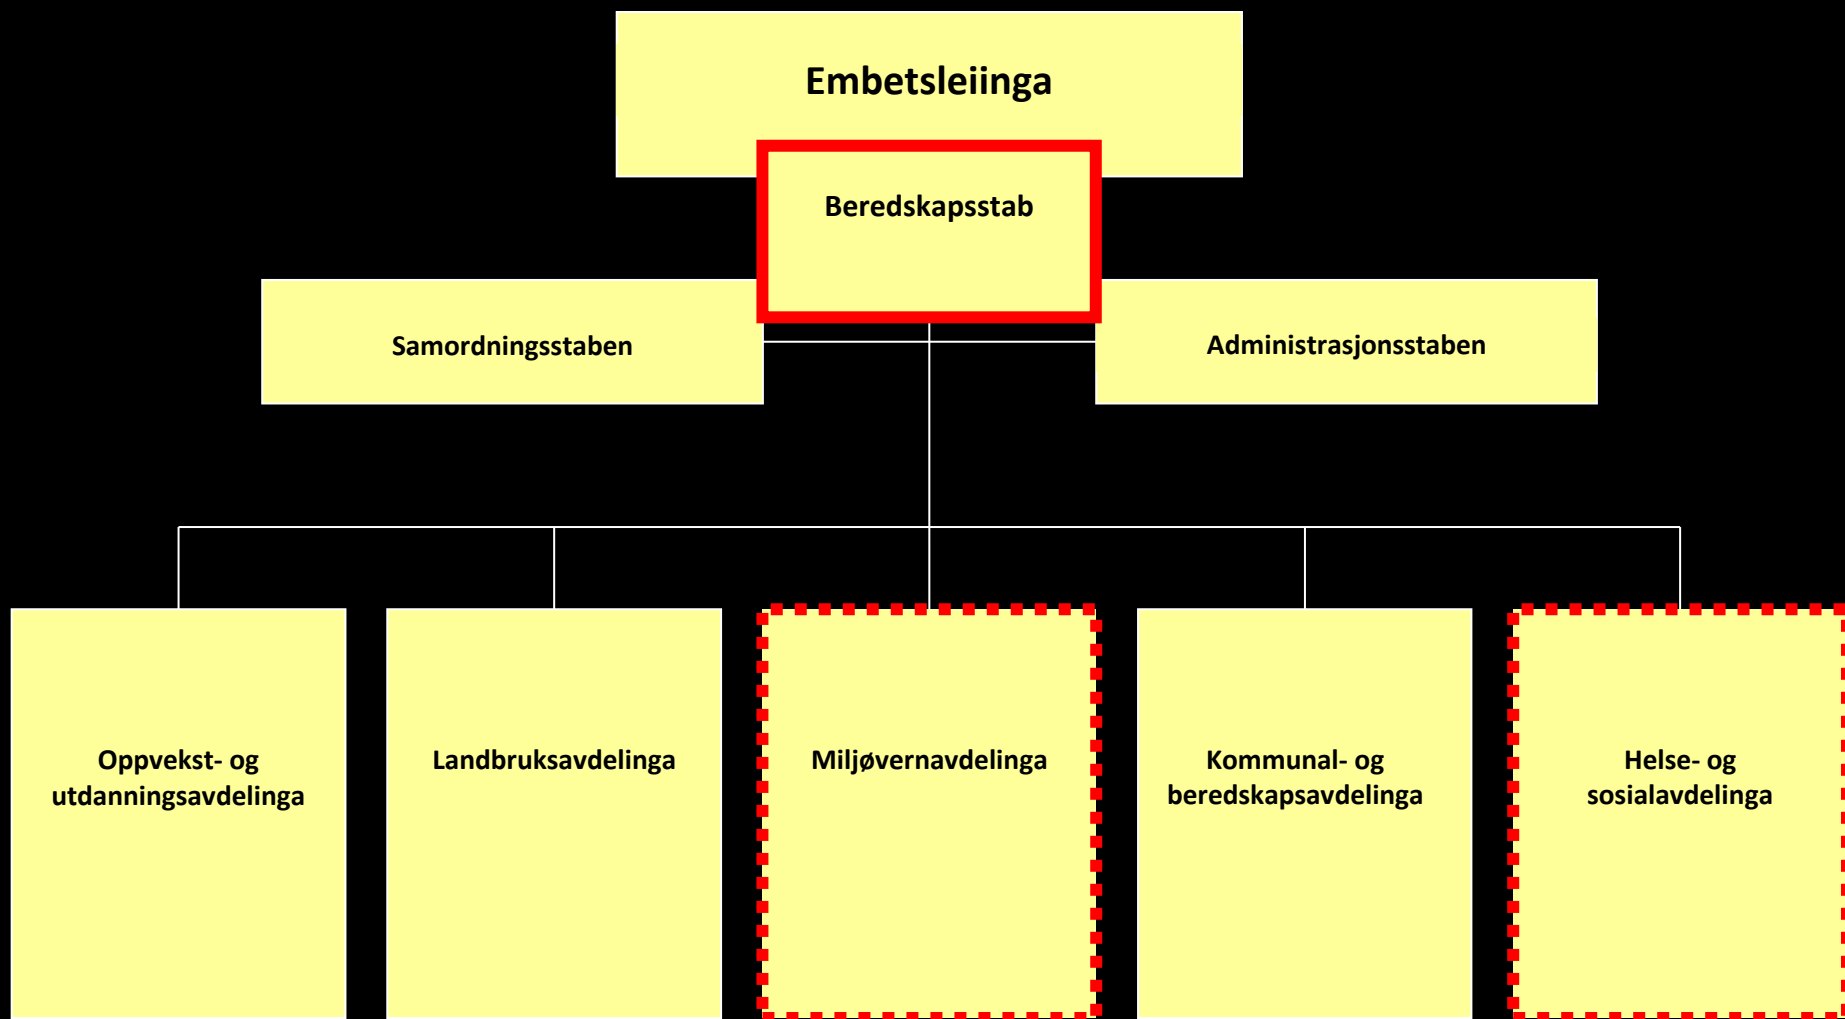 Embetsleiinga
Beredskapsstab
Samordningsstaben
Administrasjonsstaben
Oppvekst- og
utdanningsavdelinga
Landbruksavdelinga
Miljøvernavdelinga
Kommunal- og
beredskapsavdelinga
Helse- og
sosialavdelinga